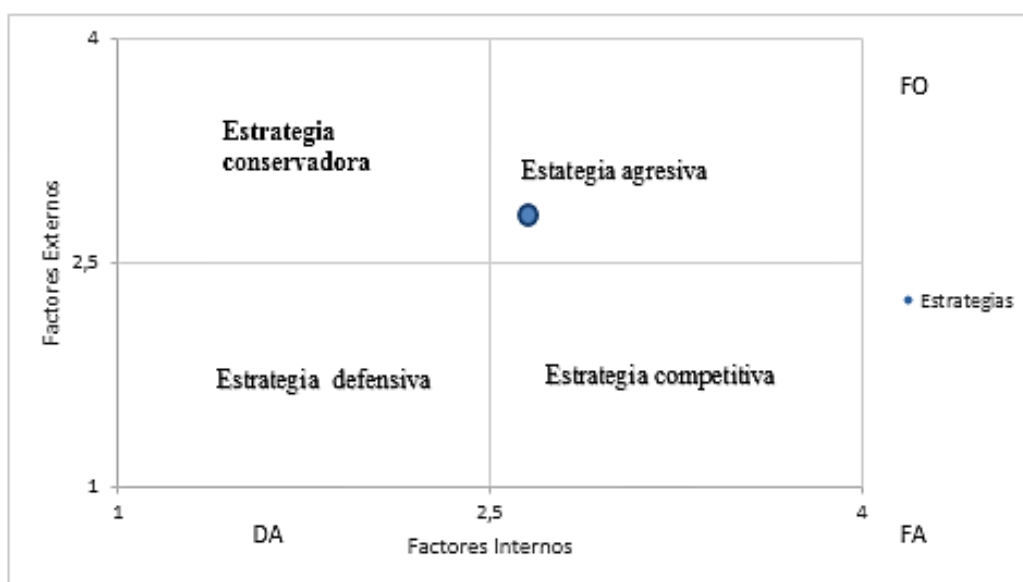 4
FO
Estrategia
conservadora
Estategia agresiva
Factores Externos
2,5
Estrategias
Estrategia defensiva
Estrategia competitiva
1
1
2,5
4
DA
Factores Internos
FA